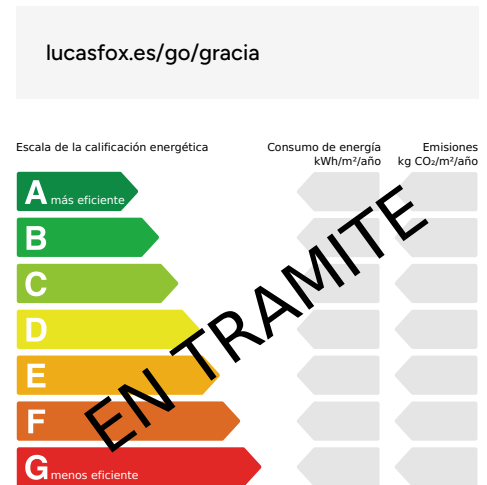 lucasfox.es/go/gracia
Escala de la calificación energética
Consumo de energía
kWh/m²/año
Emisiones
kg CO₂/m²/año
A más eficiente
B
C
D
E
F
G menos eficiente
EN TRAMITE